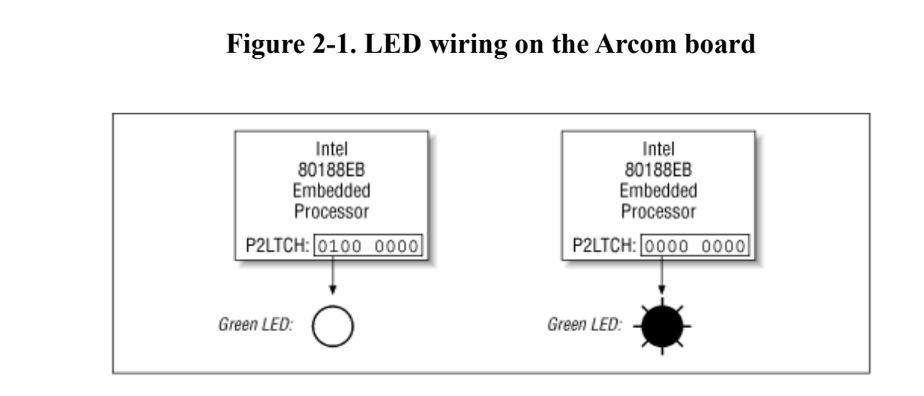 Figure 2-1. LED wiring on the Arcom board
Intel
80188EB
Embedded
Processor
P2LTCH: 0100 0000
Green LED:
Intel
80188EB
Embedded
Processor
P2LTCH: 0000 0000
Green LED: